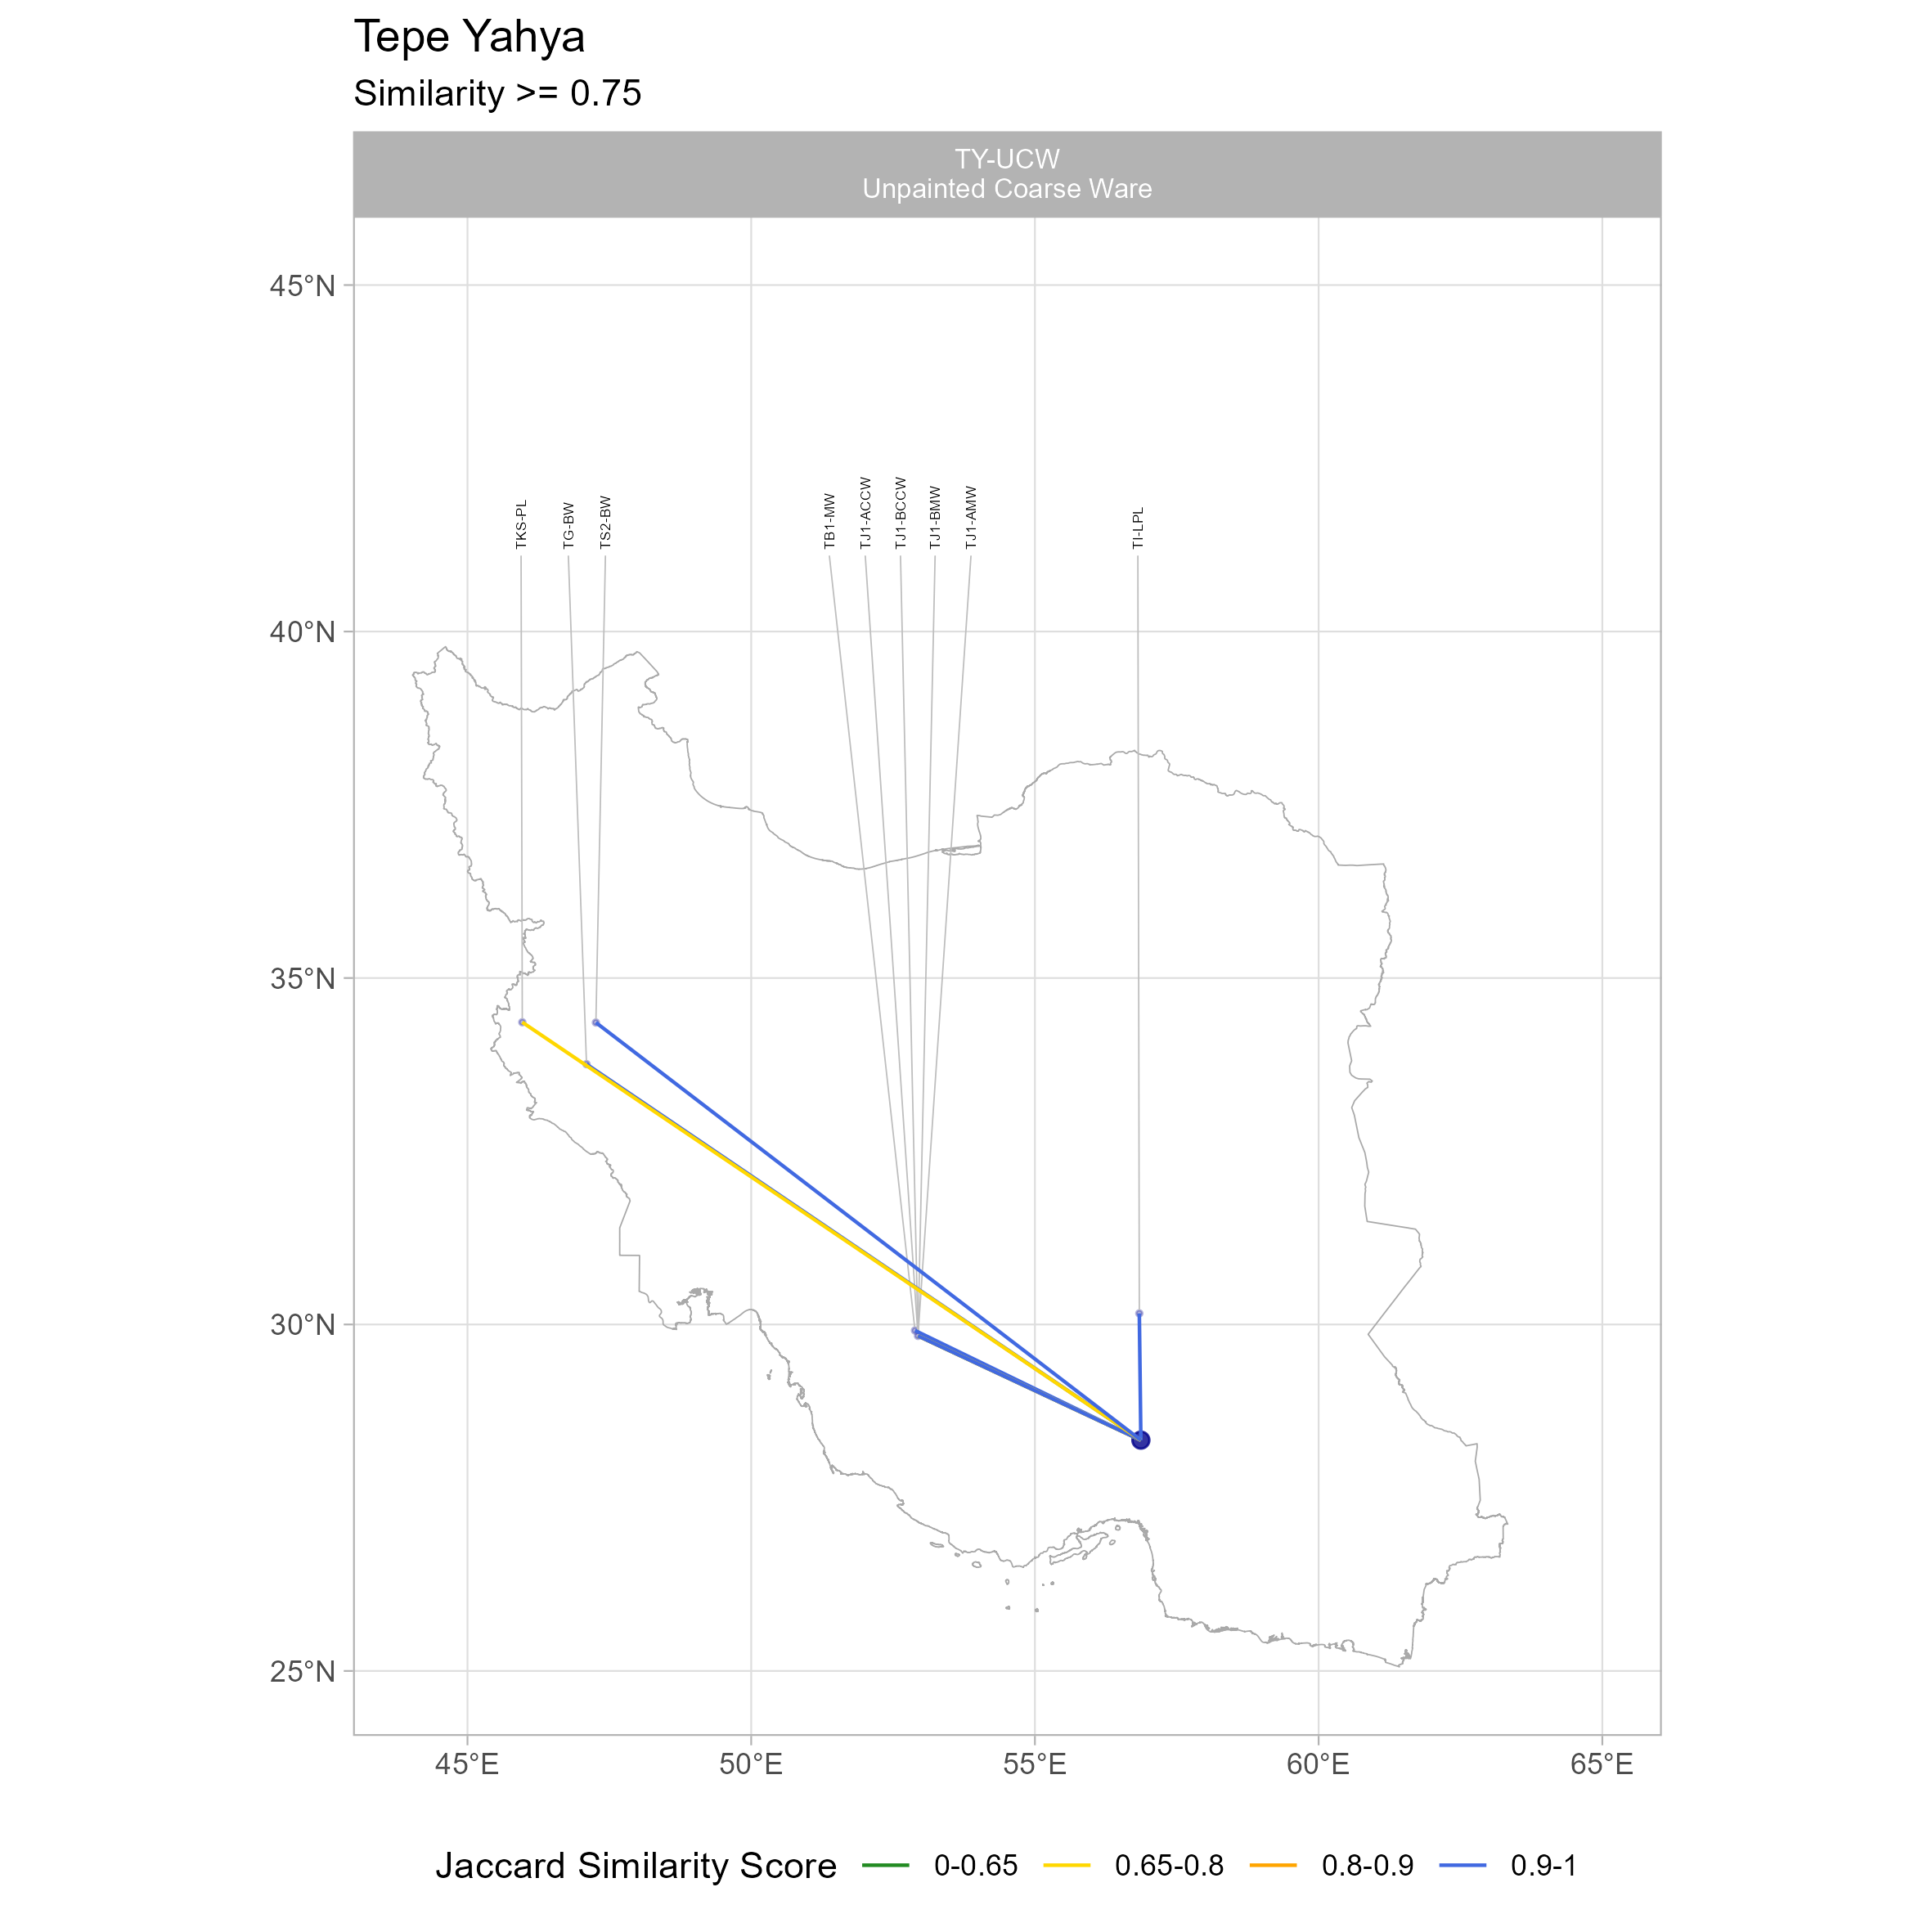 Tepe Yahya
Similarity >= 0.75
TY-UCW
Unpainted Coarse Ware
45°N
40°N
35°N
30°N
25°N
TKS-PL
TG-BW
TS2-BW
TB1-MW
TJ1-ACCW
TJ1-BCCW
TJ1-BMW
TJ1-AMW
TI-LPL
45°E 50°E 55°E 60°E 65°E
Jaccard Similarity Score 0-0.65 0.65-0.8 0.8-0.9 0.9-1